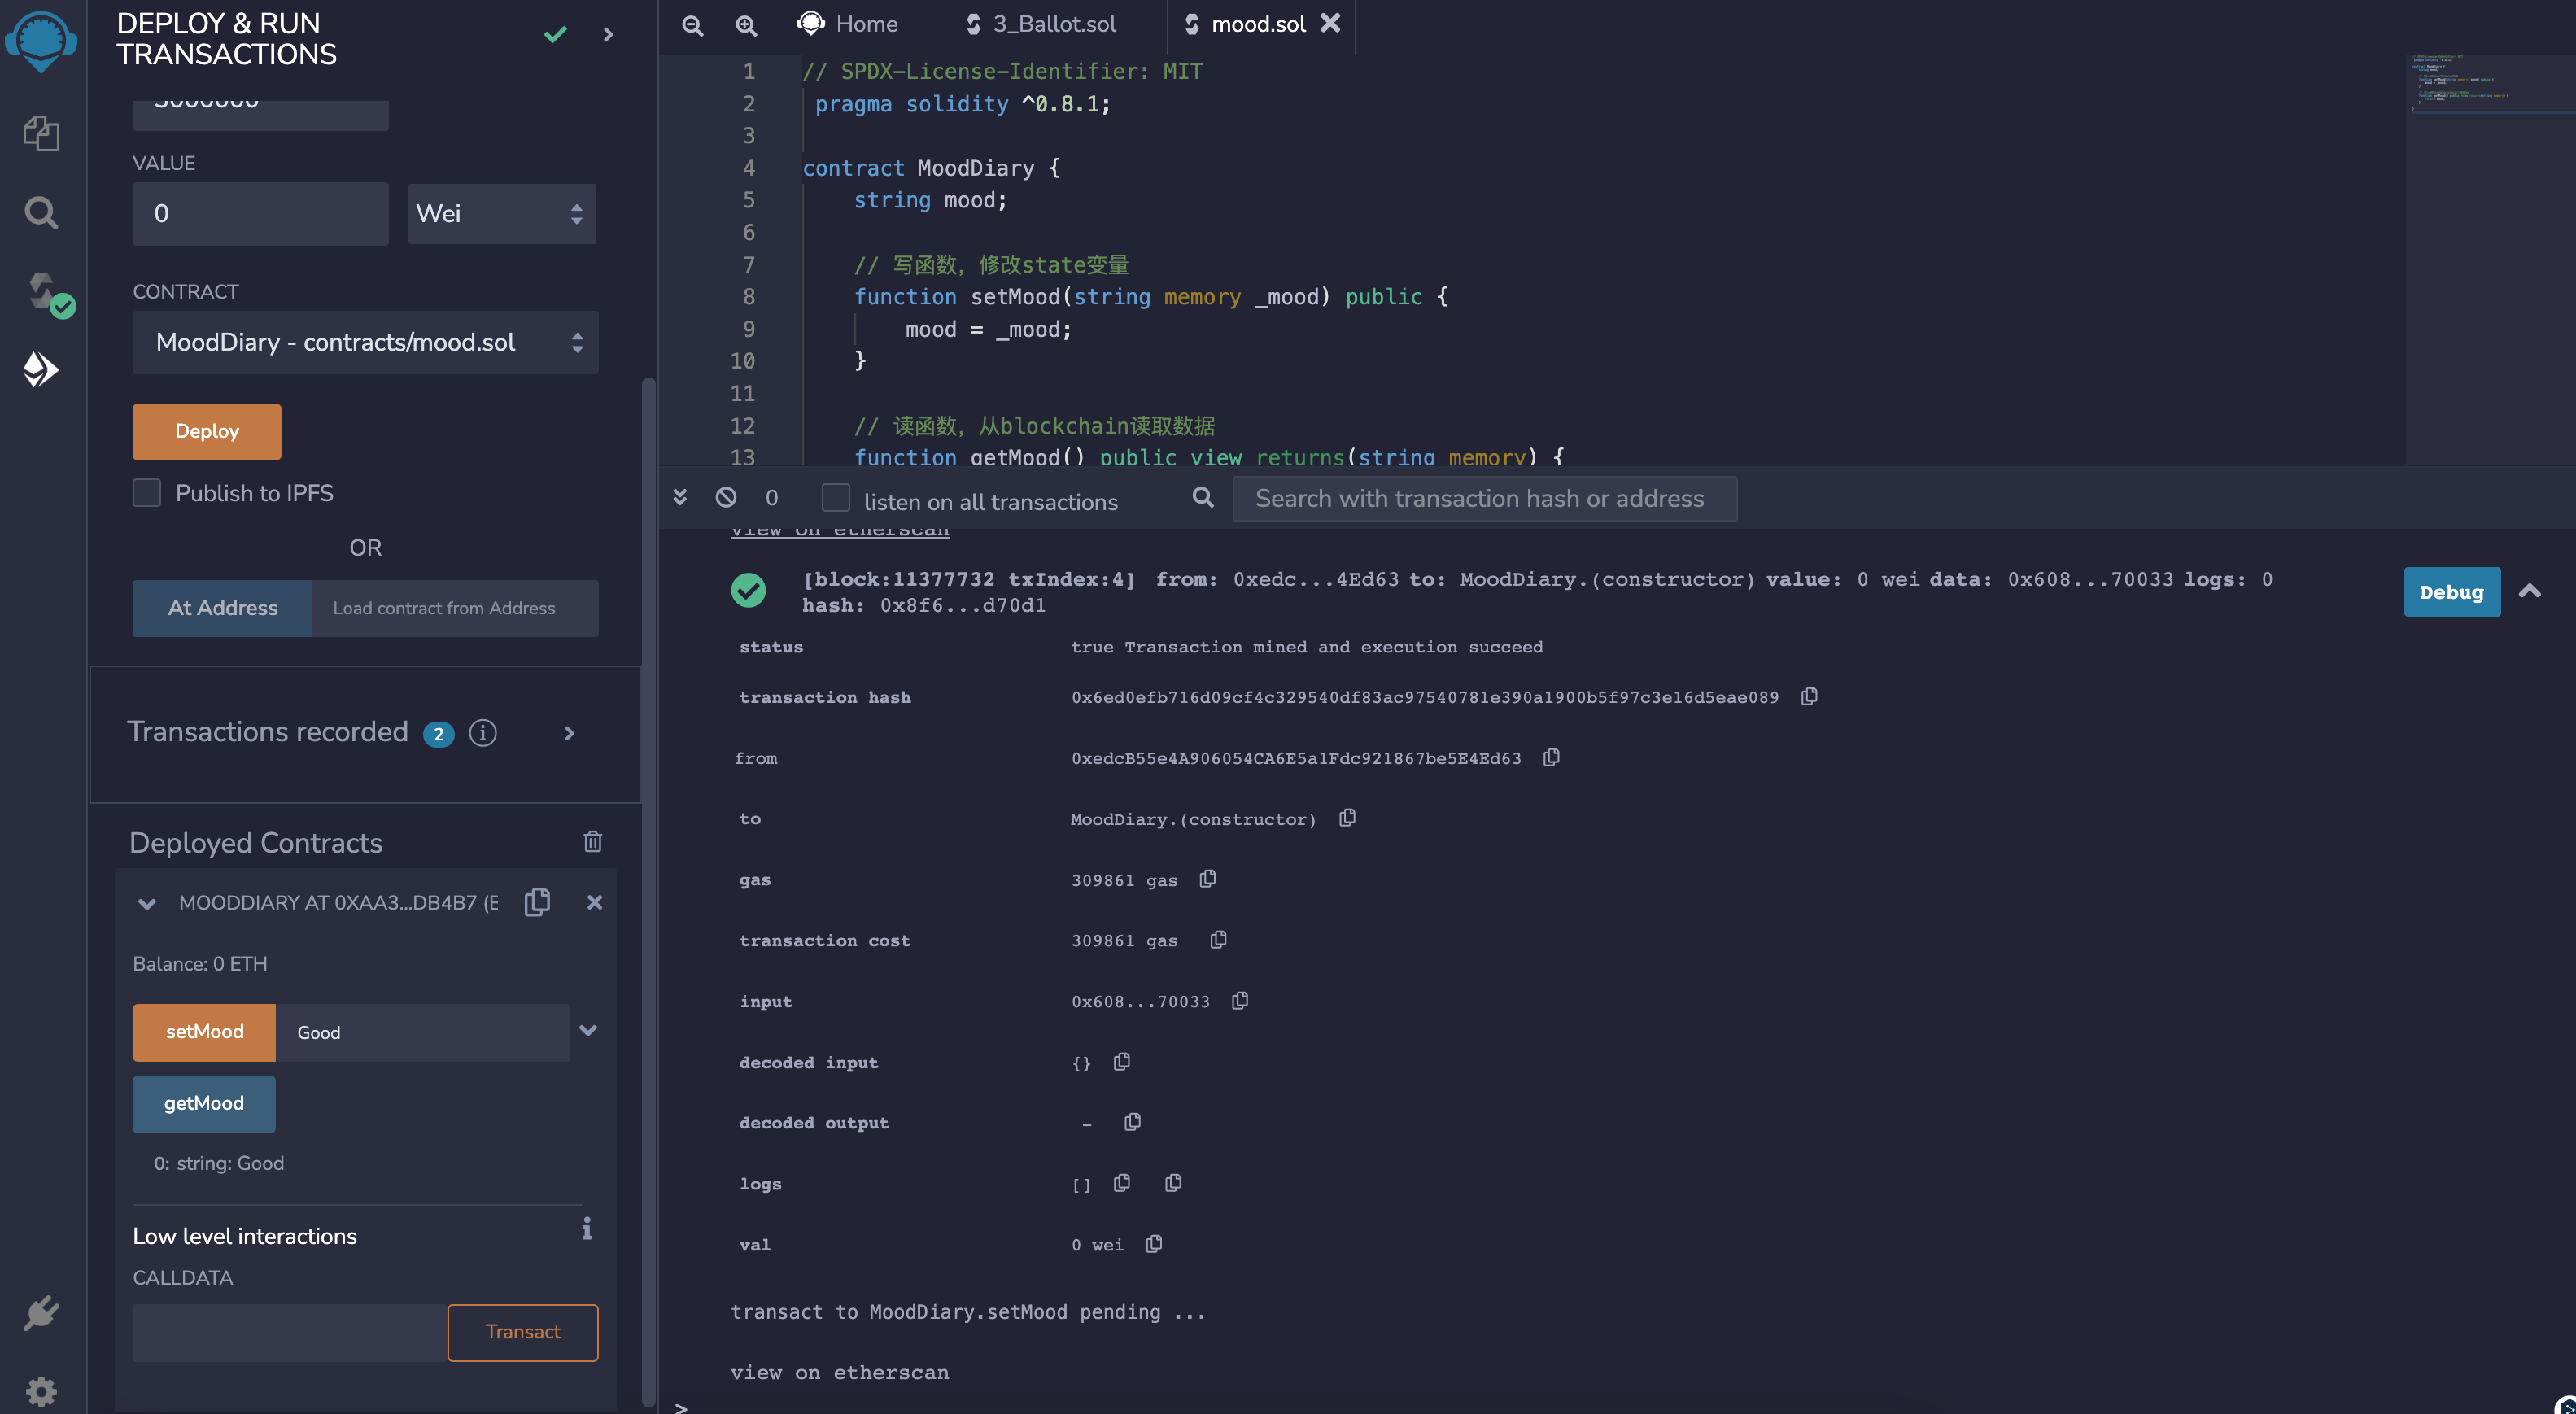 DEPLOY & RUN
TRANSACTIONS
VALUE
0
Wei
CONTRACT
MoodDiary - contracts/mood.sol
Deploy
Publish to IPFS
OR
At Address
Load contract from Address
Transactions recorded 2
Deployed Contracts
MOODDIARY AT 0XAA3...DB4B7 (E
Balance: 0 ETH
setMood
Good
getMood
0: string: Good
Low level interactions
CALLDATA
Transact
Home
3_Ballot.sol
mood.sol
1 // SPDX-License-Identifier: MIT
2 pragma solidity ^0.8.1;
3
4 contract MoodDiary {
5 string mood;
6
7 // 写函数，修改state变量
8 function setMood(string memory _mood) public {
9 mood = _mood;
10 }
11
12 // 读函数，从blockchain读取数据
13 function getMood() public view returns(string memory) {
0
listen on all transactions
Search with transaction hash or address
view on etherscan
[block:11377732 txIndex:4] from: 0xedc...4Ed63 to: MoodDiary.(constructor) value: 0 wei data: 0x608...70033 logs: 0
hash: 0x8f6...d70d1
Debug
status true Transaction mined and execution succeed
transaction hash 0x6ed0efb716d09cf4c329540df83ac97540781e390a1900b5f97c3e16d5eae089
from 0xedcB55e4A906054CA6E5a1Fdc921867be5E4Ed63
to MoodDiary.(constructor)
gas 309861 gas
transaction cost 309861 gas
input 0x608...70033
decoded input {}
decoded output -
logs []
val 0 wei
transact to MoodDiary.setMood pending ...
view on etherscan
>